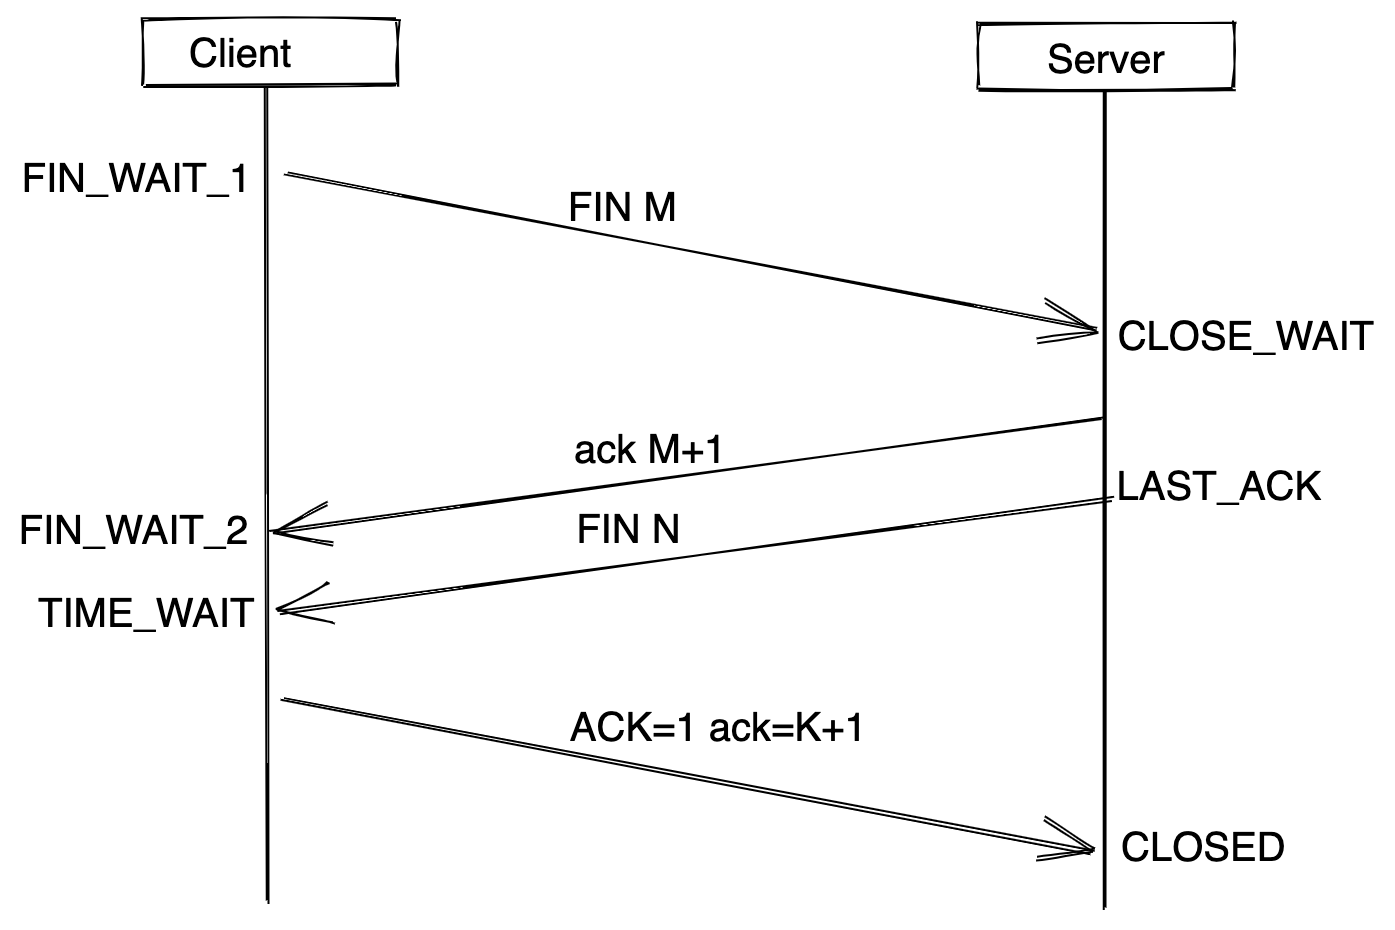 Client
Server
FIN_WAIT_1
FIN M
CLOSE_WAIT
ack M+1
LAST_ACK
FIN_WAIT_2
FIN N
TIME_WAIT
ACK=1 ack=K+1
CLOSED